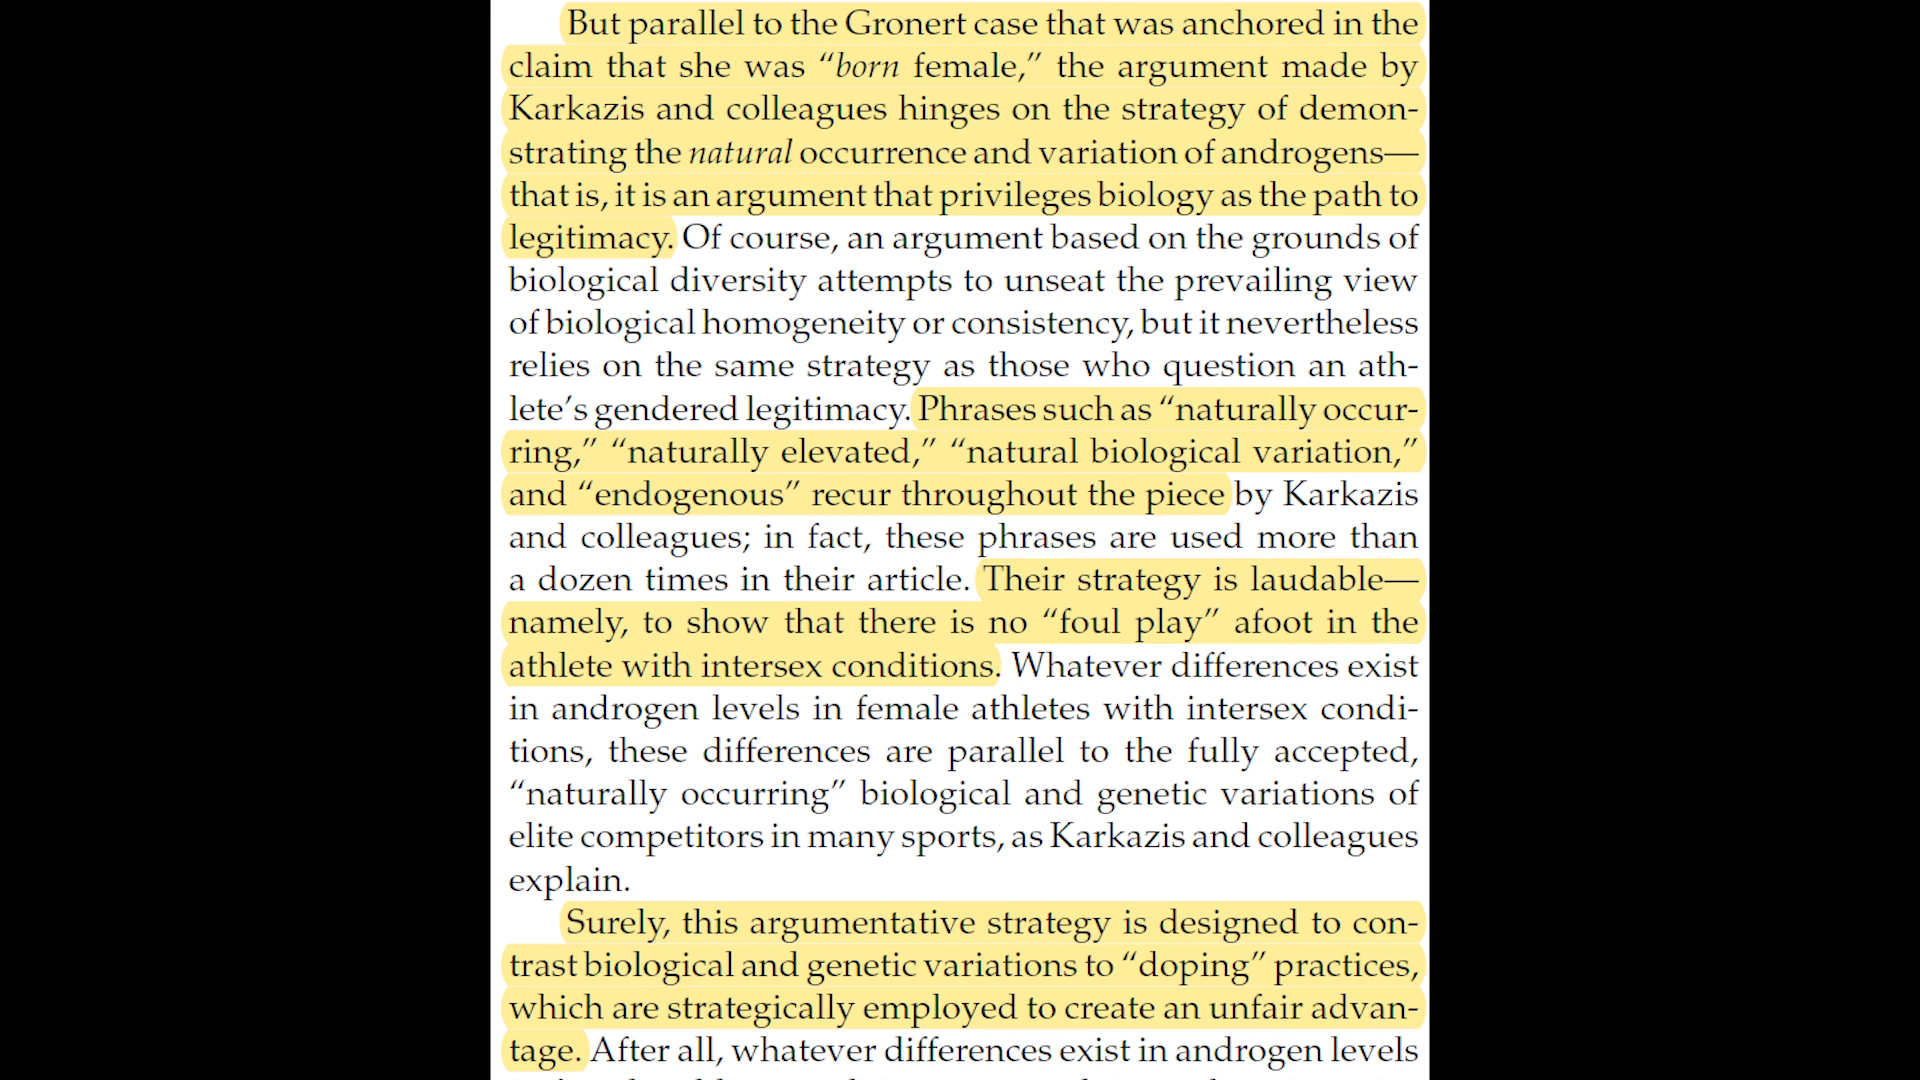 But parallel to the Gronert case that was anchored in the
claim that she was “born female,” the argument made by
Karkazis and colleagues hinges on the strategy of demon-
strating the natural occurrence and variation of androgens—
that is, it is an argument that privileges biology as the path to
legitimacy. Of course, an argument based on the grounds of
biological diversity attempts to unseat the prevailing view
of biological homogeneity or consistency, but it nevertheless
relies on the same strategy as those who question an ath-
lete’s gendered legitimacy. Phrases such as “naturally occur-
ring,” “naturally elevated,” “natural biological variation,”
and “endogenous” recur throughout the piece by Karkazis
and colleagues; in fact, these phrases are used more than
a dozen times in their article. Their strategy is laudable—
namely, to show that there is no “foul play” afoot in the
athlete with intersex conditions. Whatever differences exist
in androgen levels in female athletes with intersex condi-
tions, these differences are parallel to the fully accepted,
“naturally occurring” biological and genetic variations of
elite competitors in many sports, as Karkazis and colleagues
explain.
Surely, this argumentative strategy is designed to con-
trast biological and genetic variations to “doping” practices,
which are strategically employed to create an unfair advan-
tage. After all, whatever differences exist in androgen levels